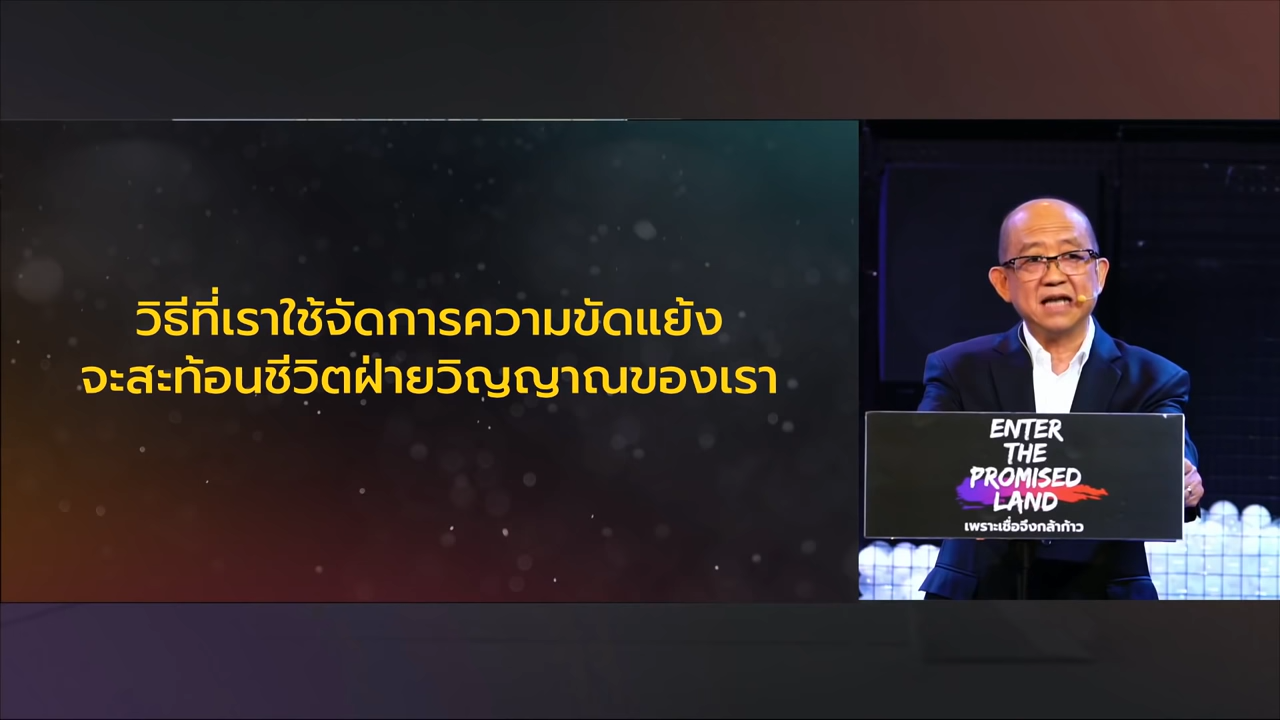 วิธีที่เราใช้จัดการความขัดแย้ง
จะสะท้อนชีวิตฝ่ายวิญญาณของเรา
ENTER
THE
PROMISED
LAND
เพราะเชื่อจึงกล้าก้าว